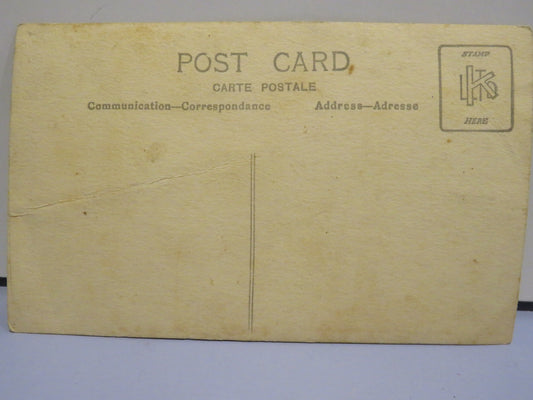 POST CARD
CARTE POSTALE
Communication—Correspondance Address—Adresse
STAMP
HERE